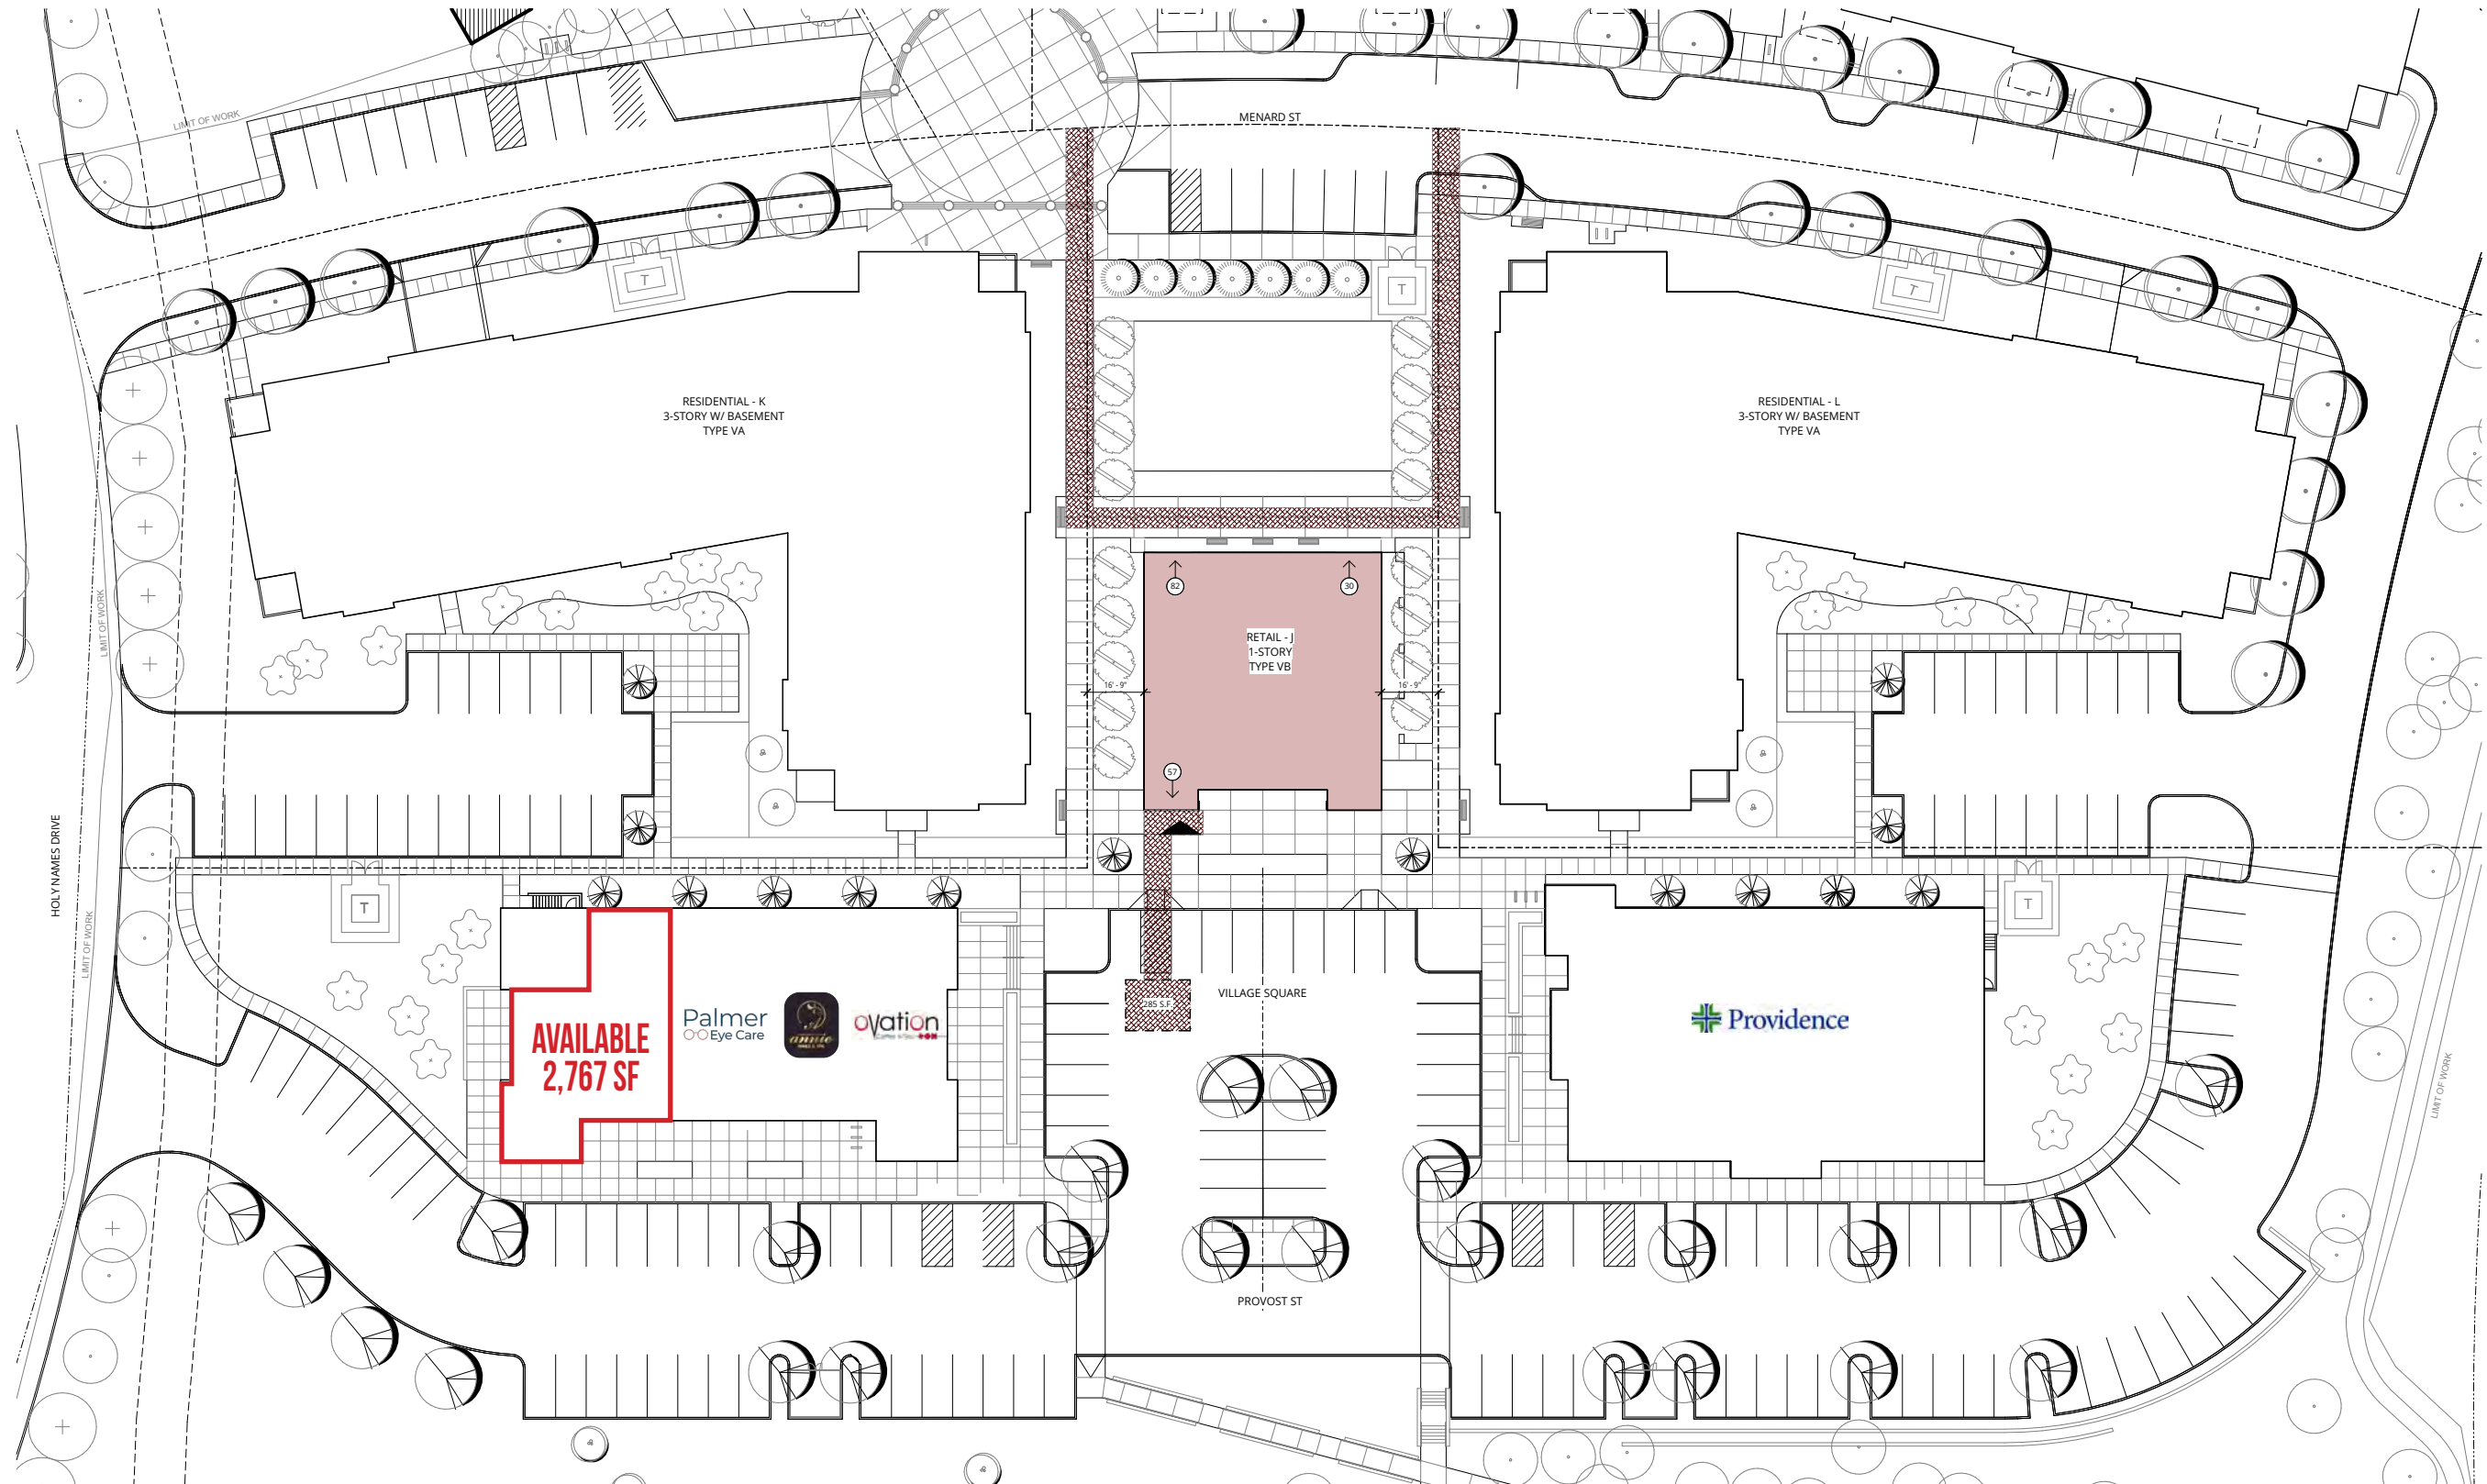 MENARD ST
LIMIT OF WORK
T
T
T
RESIDENTIAL - K
3-STORY W/ BASEMENT
TYPE VA
RESIDENTIAL - L
3-STORY W/ BASEMENT
TYPE VA
82
30
RETAIL - J
1-STORY
TYPE VB
16' - 9"
16' - 9"
57
LIMIT OF WORK
HOLY NAMES DRIVE
LIMIT OF WORK
T
T
285 S.F.
VILLAGE SQUARE
AVAILABLE
2,767 SF
Palmer
Eye Care
annie
ovation
Providence
LIMIT OF WORK
PROVOST ST